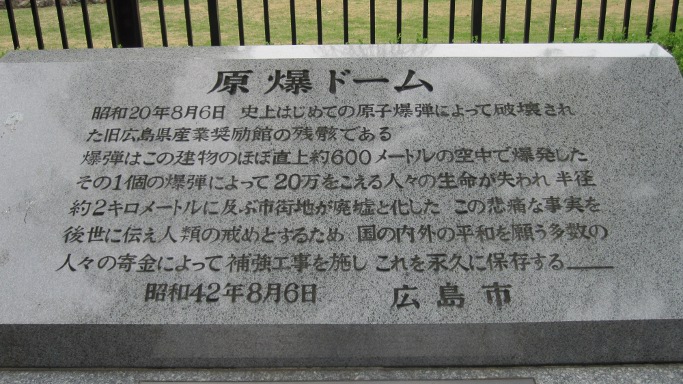 原爆ドーム
昭和20年8月6日 史上はじめての原子爆弾によって破壊され
た旧広島県産業奨励館の残骸である
爆弾はこの建物のほぼ直上約600メートルの空中で爆発した
その1個の爆弾によって20万をこえる人々の生命が失われ 半径
約2キロメートルに及ぶ市街地が廃墟と化した この悲痛な事実を
後世に伝え人類の戒めとするため 国の内外の平和を願う多数の
人々の寄金によって補強工事を施し これを永久に保存する――
昭和42年8月6日 広島市